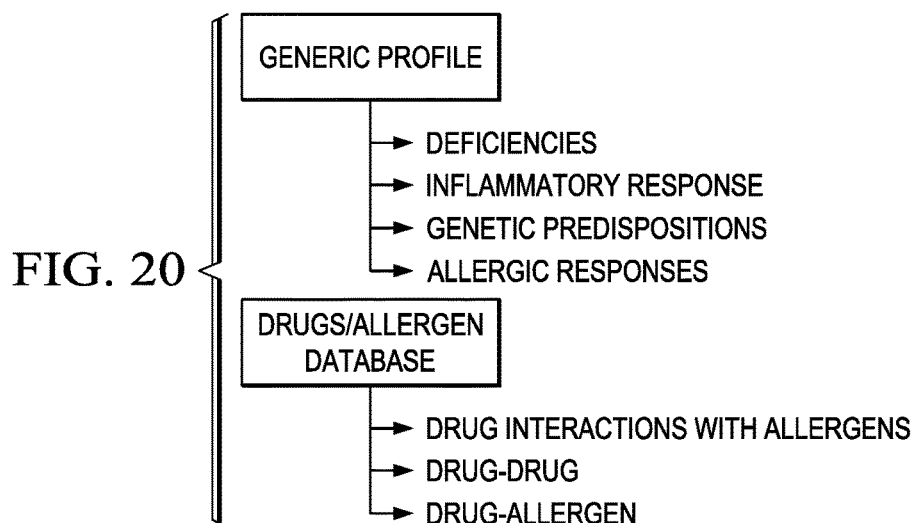 GENERIC PROFILE
DEFICIENCIES
INFLAMMATORY RESPONSE
GENETIC PREDISPOSITIONS
ALLERGIC RESPONSES
FIG. 20
DRUGS/ALLERGEN
DATABASE
DRUG INTERACTIONS WITH ALLERGENS
DRUG-DRUG
DRUG-ALLERGEN